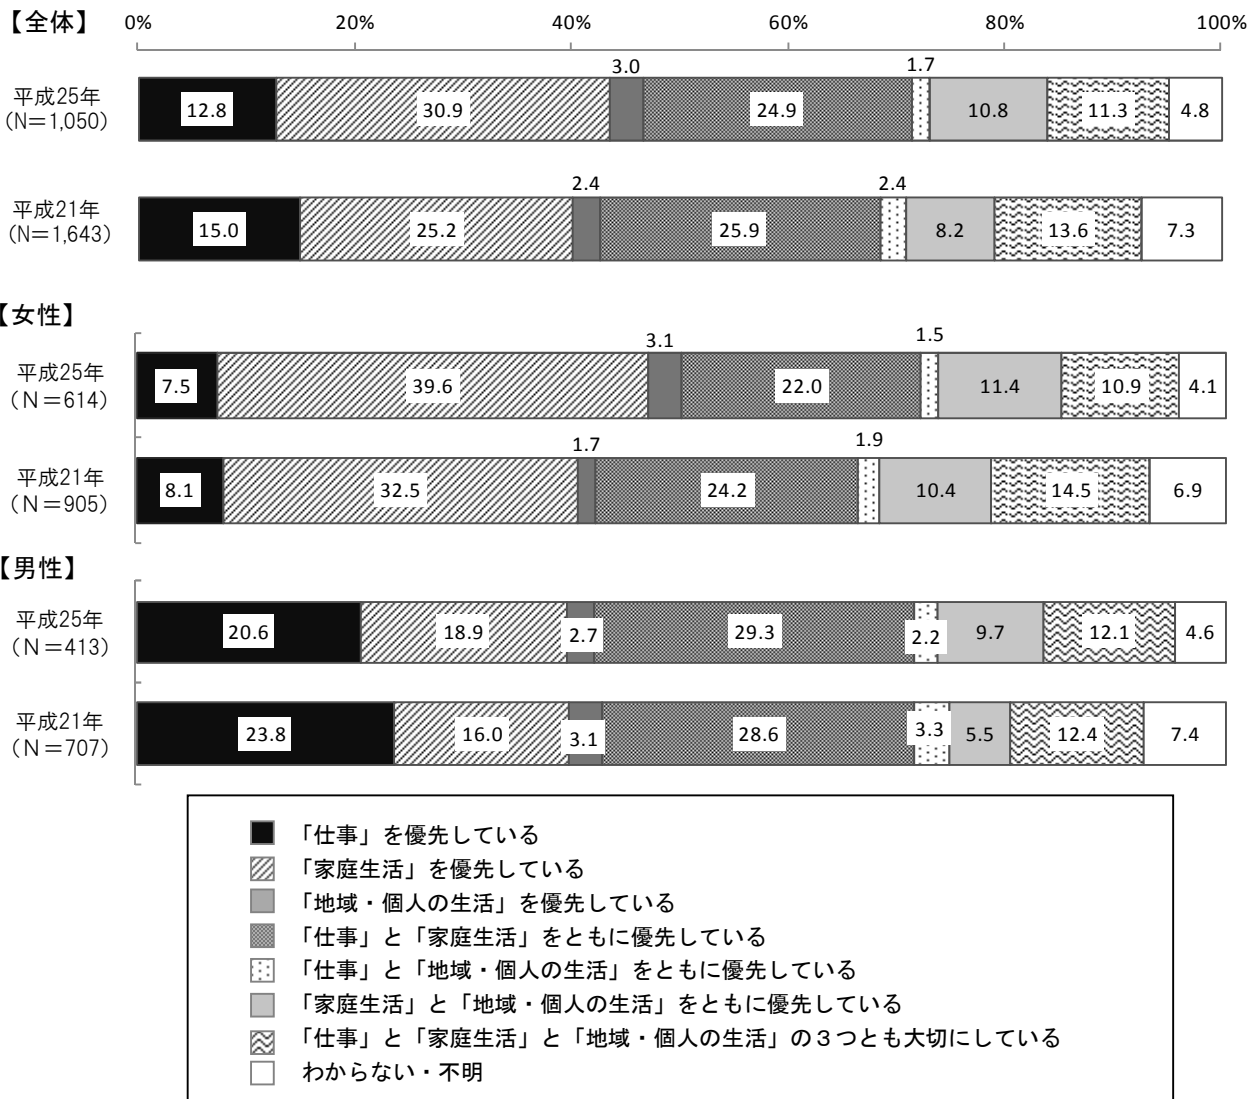 【全体】 0% 20% 40% 60% 80% 100%
3.0 1.7
平成25年
(N=1,050)
12.8 30.9 24.9 10.8 11.3 4.8
2.4 2.4
平成21年
(N=1,643)
15.0 25.2 25.9 8.2 13.6 7.3
【女性】
3.1 1.5
平成25年
(N=614)
7.5 39.6 22.0 11.4 10.9 4.1
1.7 1.9
平成21年
(N=905)
8.1 32.5 24.2 10.4 14.5 6.9
【男性】
平成25年
(N=413)
20.6 18.9 2.7 29.3 2.2 9.7 12.1 4.6
平成21年
(N=707)
23.8 16.0 3.1 28.6 3.3 5.5 12.4 7.4
「仕事」を優先している
「家庭生活」を優先している
「地域・個人の生活」を優先している
「仕事」と「家庭生活」をともに優先している
「仕事」と「地域・個人の生活」をともに優先している
「家庭生活」と「地域・個人の生活」をともに優先している
「仕事」と「家庭生活」と「地域・個人の生活」の３つとも大切にしている
わからない・不明